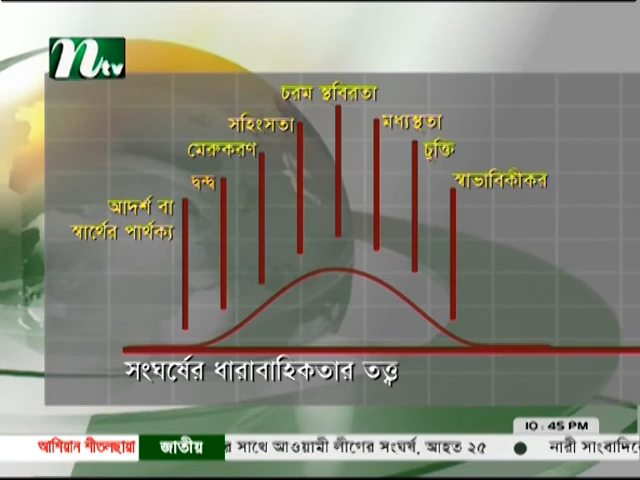 ntv
চরম স্থবিরতা
সহিংসতা
মধ্যস্থতা
মেরুকরণ
চুক্তি
দ্বন্দ্ব
স্বাভাবিকীকর
আদর্শ বা
স্বার্থের পার্থক্য
সংঘর্ষের ধারাবাহিকতার তত্ত্ব
10:45 PM
আশিয়ান শীতলছায়া জাতীয় র সাথে আওয়ামী লীগের সংঘর্ষ, আহত ২৫ ● নারী সাংবাদি